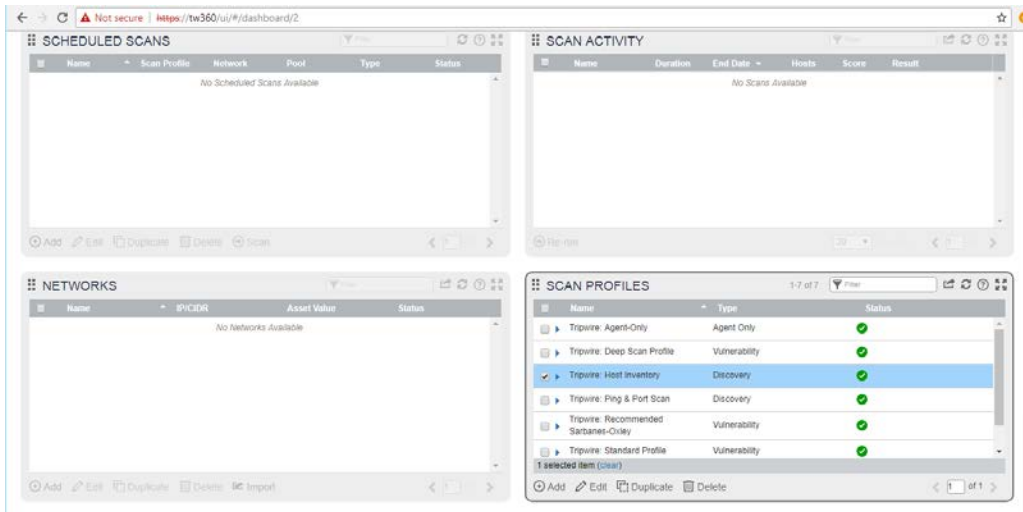 Not secure | https://tw360/ui/#/dashboard/2
SCHEDULED SCANS
Filter
Name Scan Profile Network Pool Type Status
No Scheduled Scans Available
Add Edit Duplicate Delete Scan
SCAN ACTIVITY
Filter
Name Duration End Date Hosts Score Result
No Scans Available
Re-run
20
NETWORKS
Filter
Name IP/CIDR Asset Value Status
No Networks Available
Add Edit Duplicate Delete Import
SCAN PROFILES
1-7 of 7
Filter
Name Type Status
Tripwire: Agent-Only Agent Only
Tripwire: Deep Scan Profile Vulnerability
Tripwire: Host Inventory Discovery
Tripwire: Ping & Port Scan Discovery
Tripwire: Recommended
Sarbanes-Oxley Vulnerability
Tripwire: Standard Profile Vulnerability
1 selected item (clear)
Add Edit Duplicate Delete
1 of 1